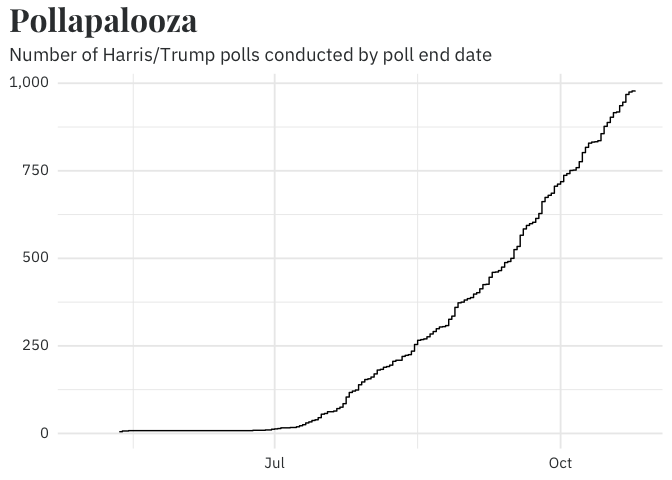 Pollapalooza
Number of Harris/Trump polls conducted by poll end date
1,000
750
500
250
0
Jul Oct